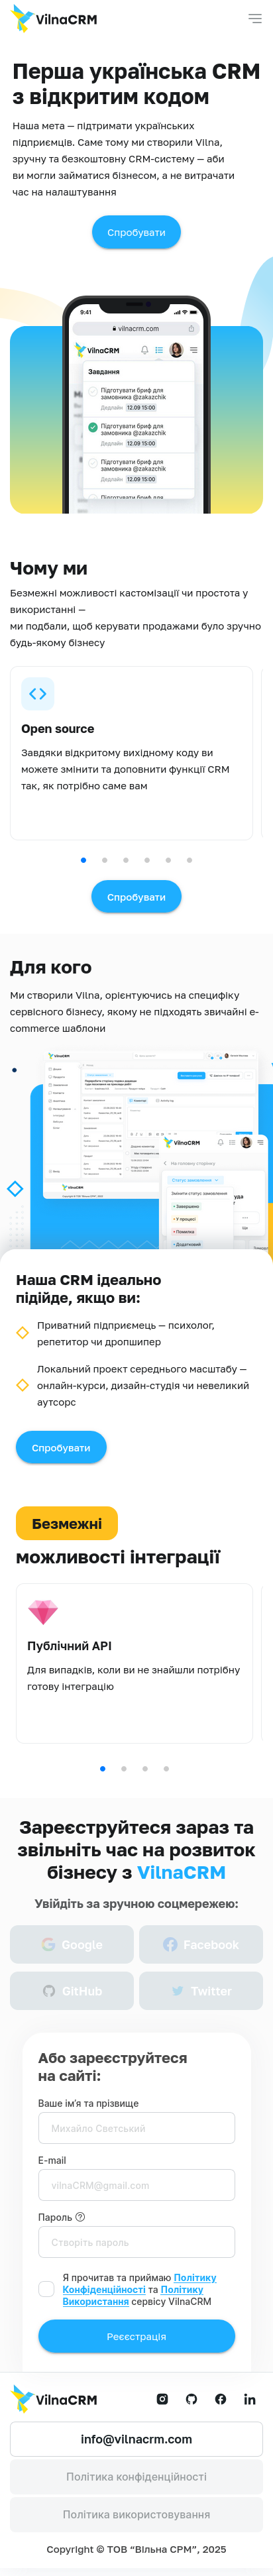 VilnaCRM
Перша українська CRM
з відкритим кодом
Наша мета — підтримати українських
підприємців. Саме тому ми створили Vilna,
зручну та безкоштовну CRM-систему — аби
ви могли займатися бізнесом, а не витрачати
час на налаштування
Спробувати
9:41
vilnacrm.com
VilnaCRM
Завдання
Підготувати бриф для
замовника @zakazchik
Дедлайн 12.09 15:00
Підготувати бриф для
замовника @zakazchik
Дедлайн 12.09 15:00
Підготувати бриф для
замовника @zakazchik
Дедлайн 12.09 15:00
Підготувати бриф для
Чому ми
Безмежні можливості кастомізації чи простота у
використанні —
ми подбали, щоб керувати продажами було зручно
будь-якому бізнесу
Open source
Завдяки відкритому вихідному коду ви
можете змінити та доповнити функції CRM
так, як потрібно саме вам
Спробувати
Для кого
Ми створили Vilna, орієнтуючись на специфіку
сервісного бізнесу, якому не підходять звичайні e-
commerce шаблони
VilnaCRM
VilnaCRM
VilnaCRM
На головну сторінку
Статус замовлення
Змінити статус замовлення
Завершено
У процесі
Помилка
Додатковий
Наша CRM ідеально
підійде, якщо ви:
Приватний підприємець — психолог,
репетитор чи дропшипер
Локальний проект середнього масштабу —
онлайн-курси, дизайн-студія чи невеликий
аутсорс
Спробувати
Безмежні
можливості інтеграції
Публічний API
Для випадків, коли ви не знайшли потрібну
готову інтеграцію
Зареєструйтеся зараз та
звільніть час на розвиток
бізнесу з VilnaCRM
Увійдіть за зручною соцмережею:
Google
Facebook
GitHub
Twitter
Або зареєструйтеся
на сайті:
Ваше ім'я та прізвище
Михайло Светський
E-mail
vilnaCRM@gmail.com
Пароль
Створіть пароль
Я прочитав та приймаю Політику
Конфіденційності та Політику
Використання сервісу VilnaCRM
Реєєстрація
VilnaCRM
info@vilnacrm.com
Політика конфіденційності
Політика використовування
Copyright © ТОВ “Вільна СРМ”, 2025